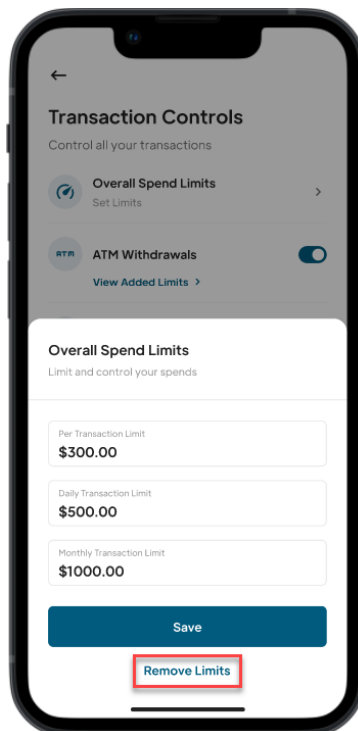 Transaction Controls
Control all your transactions
Overall Spend Limits
Set Limits
ATM
ATM Withdrawals
View Added Limits >
Overall Spend Limits
Limit and control your spends
Per Transaction Limit
$300.00
Daily Transaction Limit
$500.00
Monthly Transaction Limit
$1000.00
Save
Remove Limits